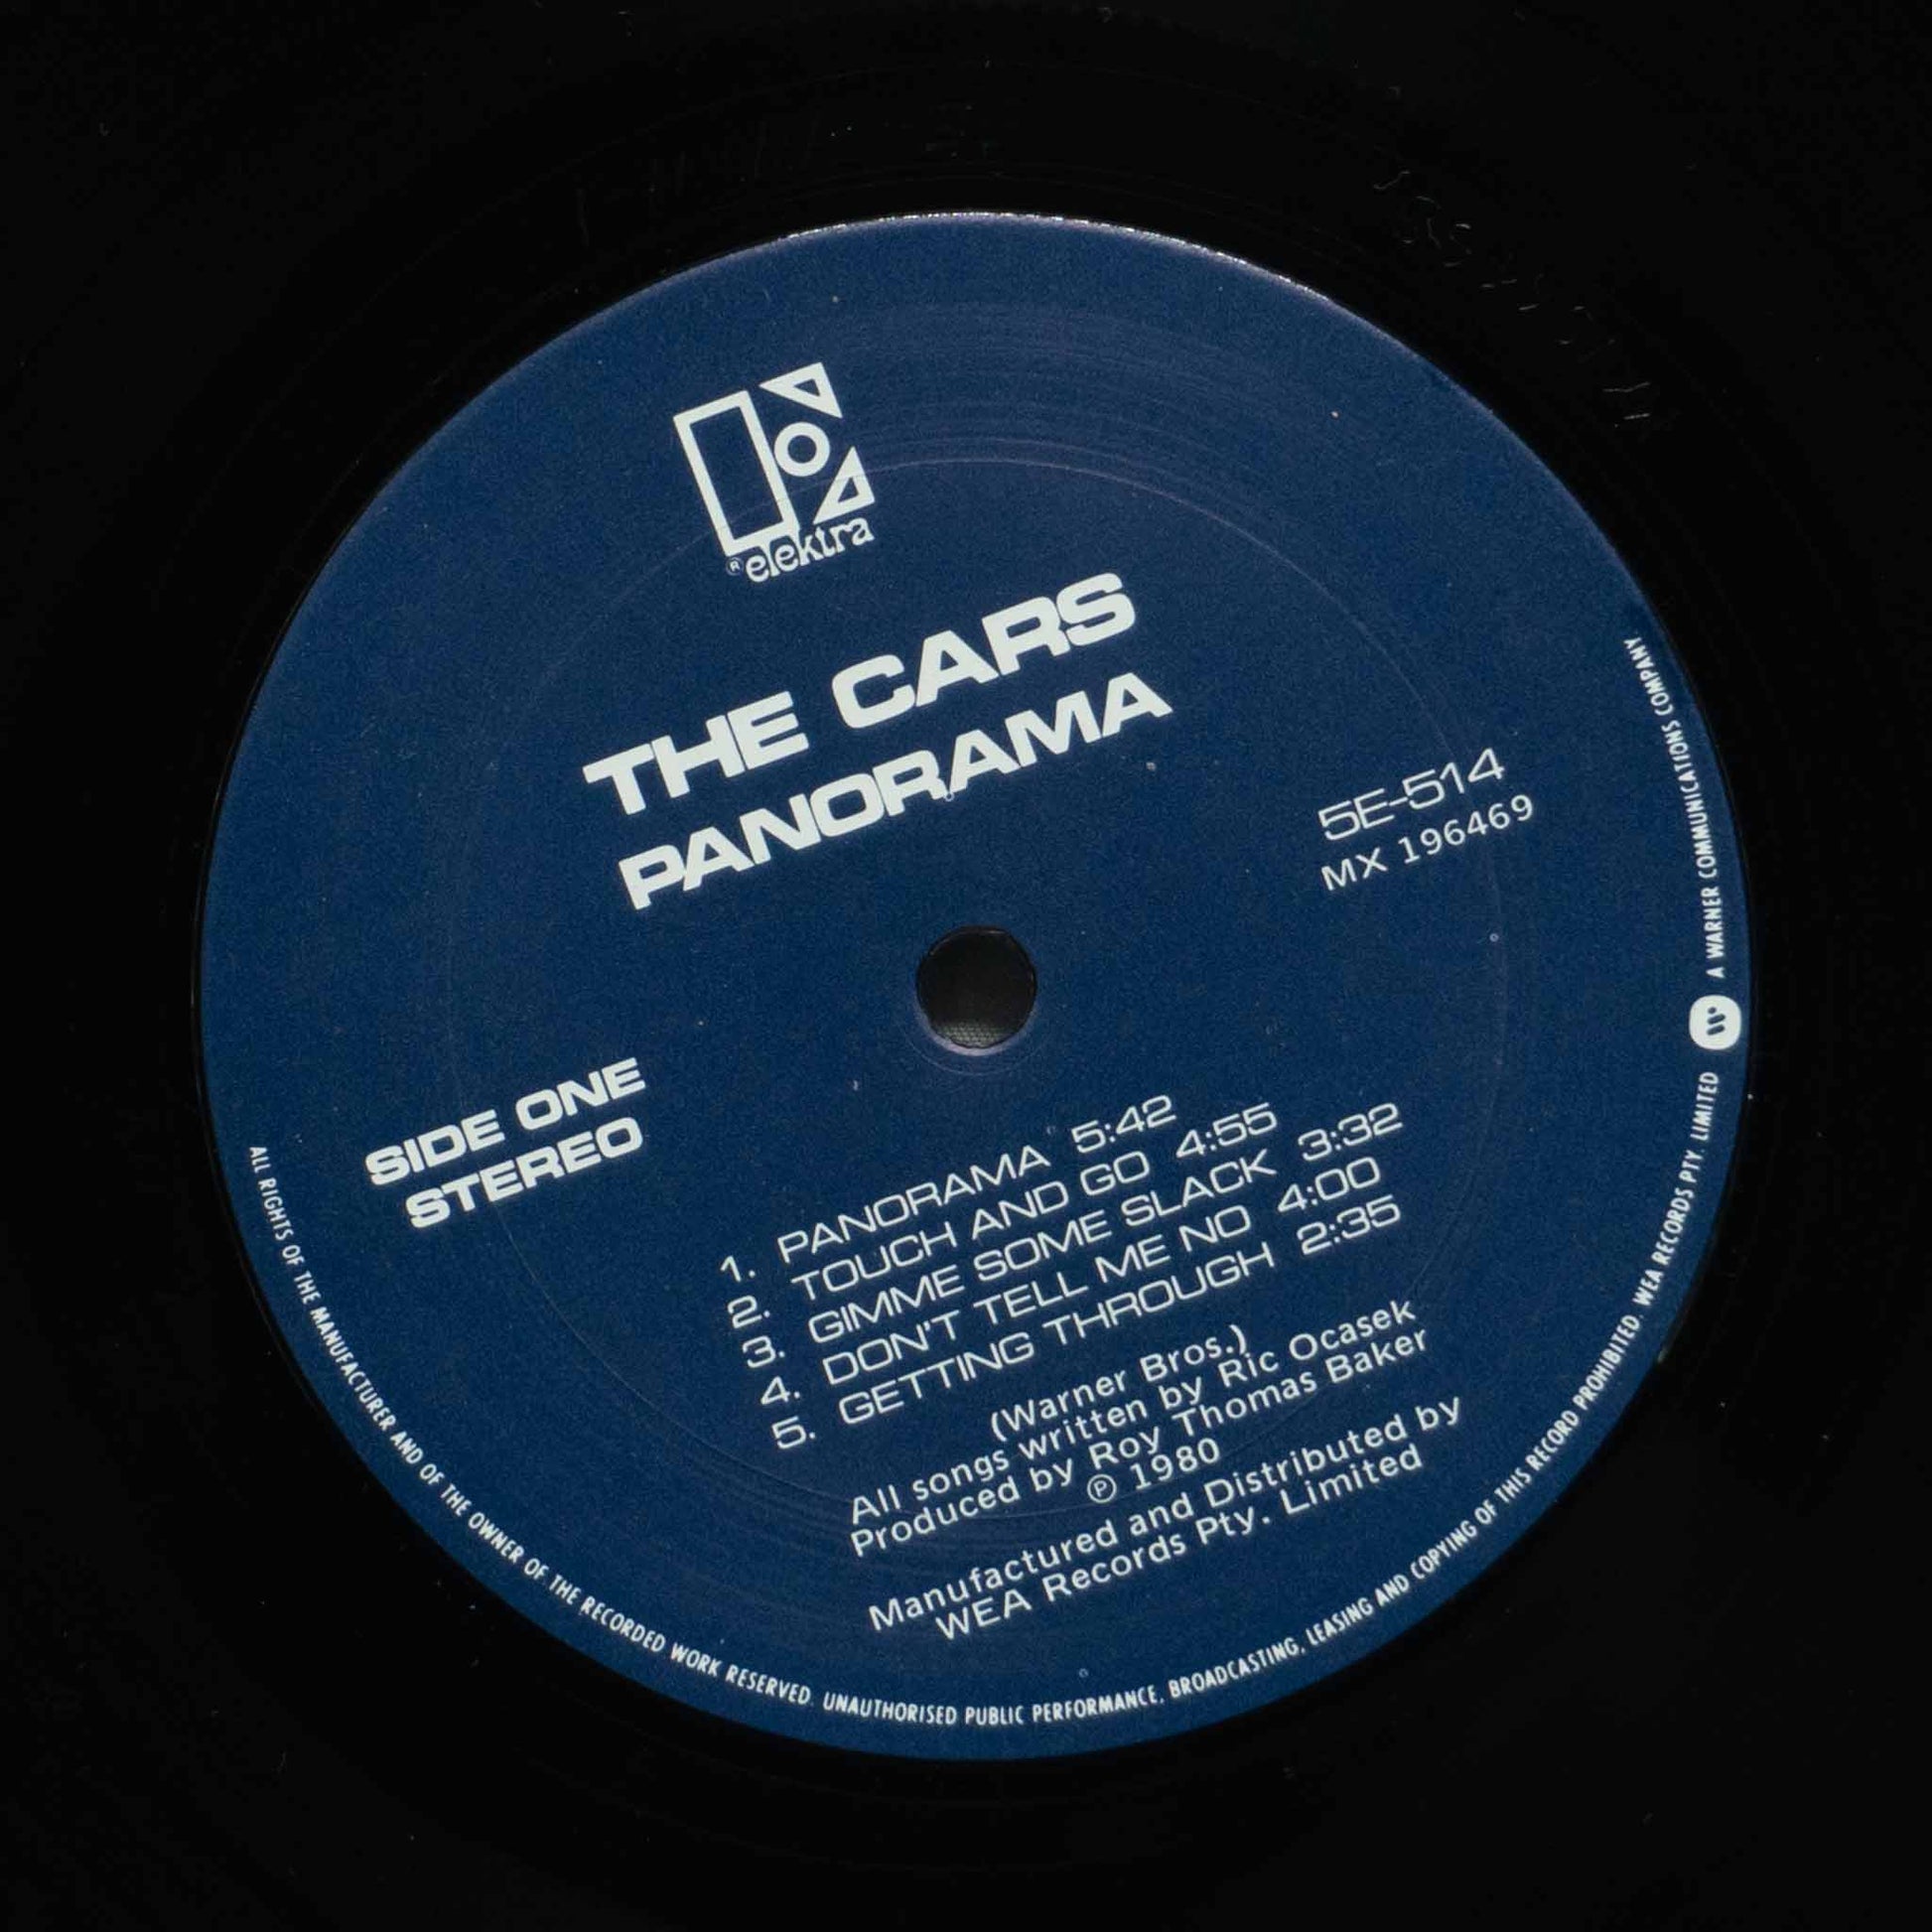 ® elektra
THE CARS
PANORAMA
5E-514
MX 196469
SIDE ONE
STEREO
1. PANORAMA 5:42
2. TOUCH AND GO 4:55
3. GIMME SOME SLACK 3:32
4. DON'T TELL ME NO 4:00
5. GETTING THROUGH 2:35
(Warner Bros.)
All songs written by Ric Ocasek
Produced by Roy Thomas Baker
℗ 1980
Manufactured and Distributed by
WEA Records Pty. Limited
ALL RIGHTS OF THE MANUFACTURER AND OF THE OWNER OF THE RECORDED WORK RESERVED. UNAUTHORISED PUBLIC PERFORMANCE, BROADCASTING, LEASING AND COPYING OF THIS RECORD PROHIBITED. WEA RECORDS PTY. LIMITED W A WARNER COMMUNICATIONS COMPANY